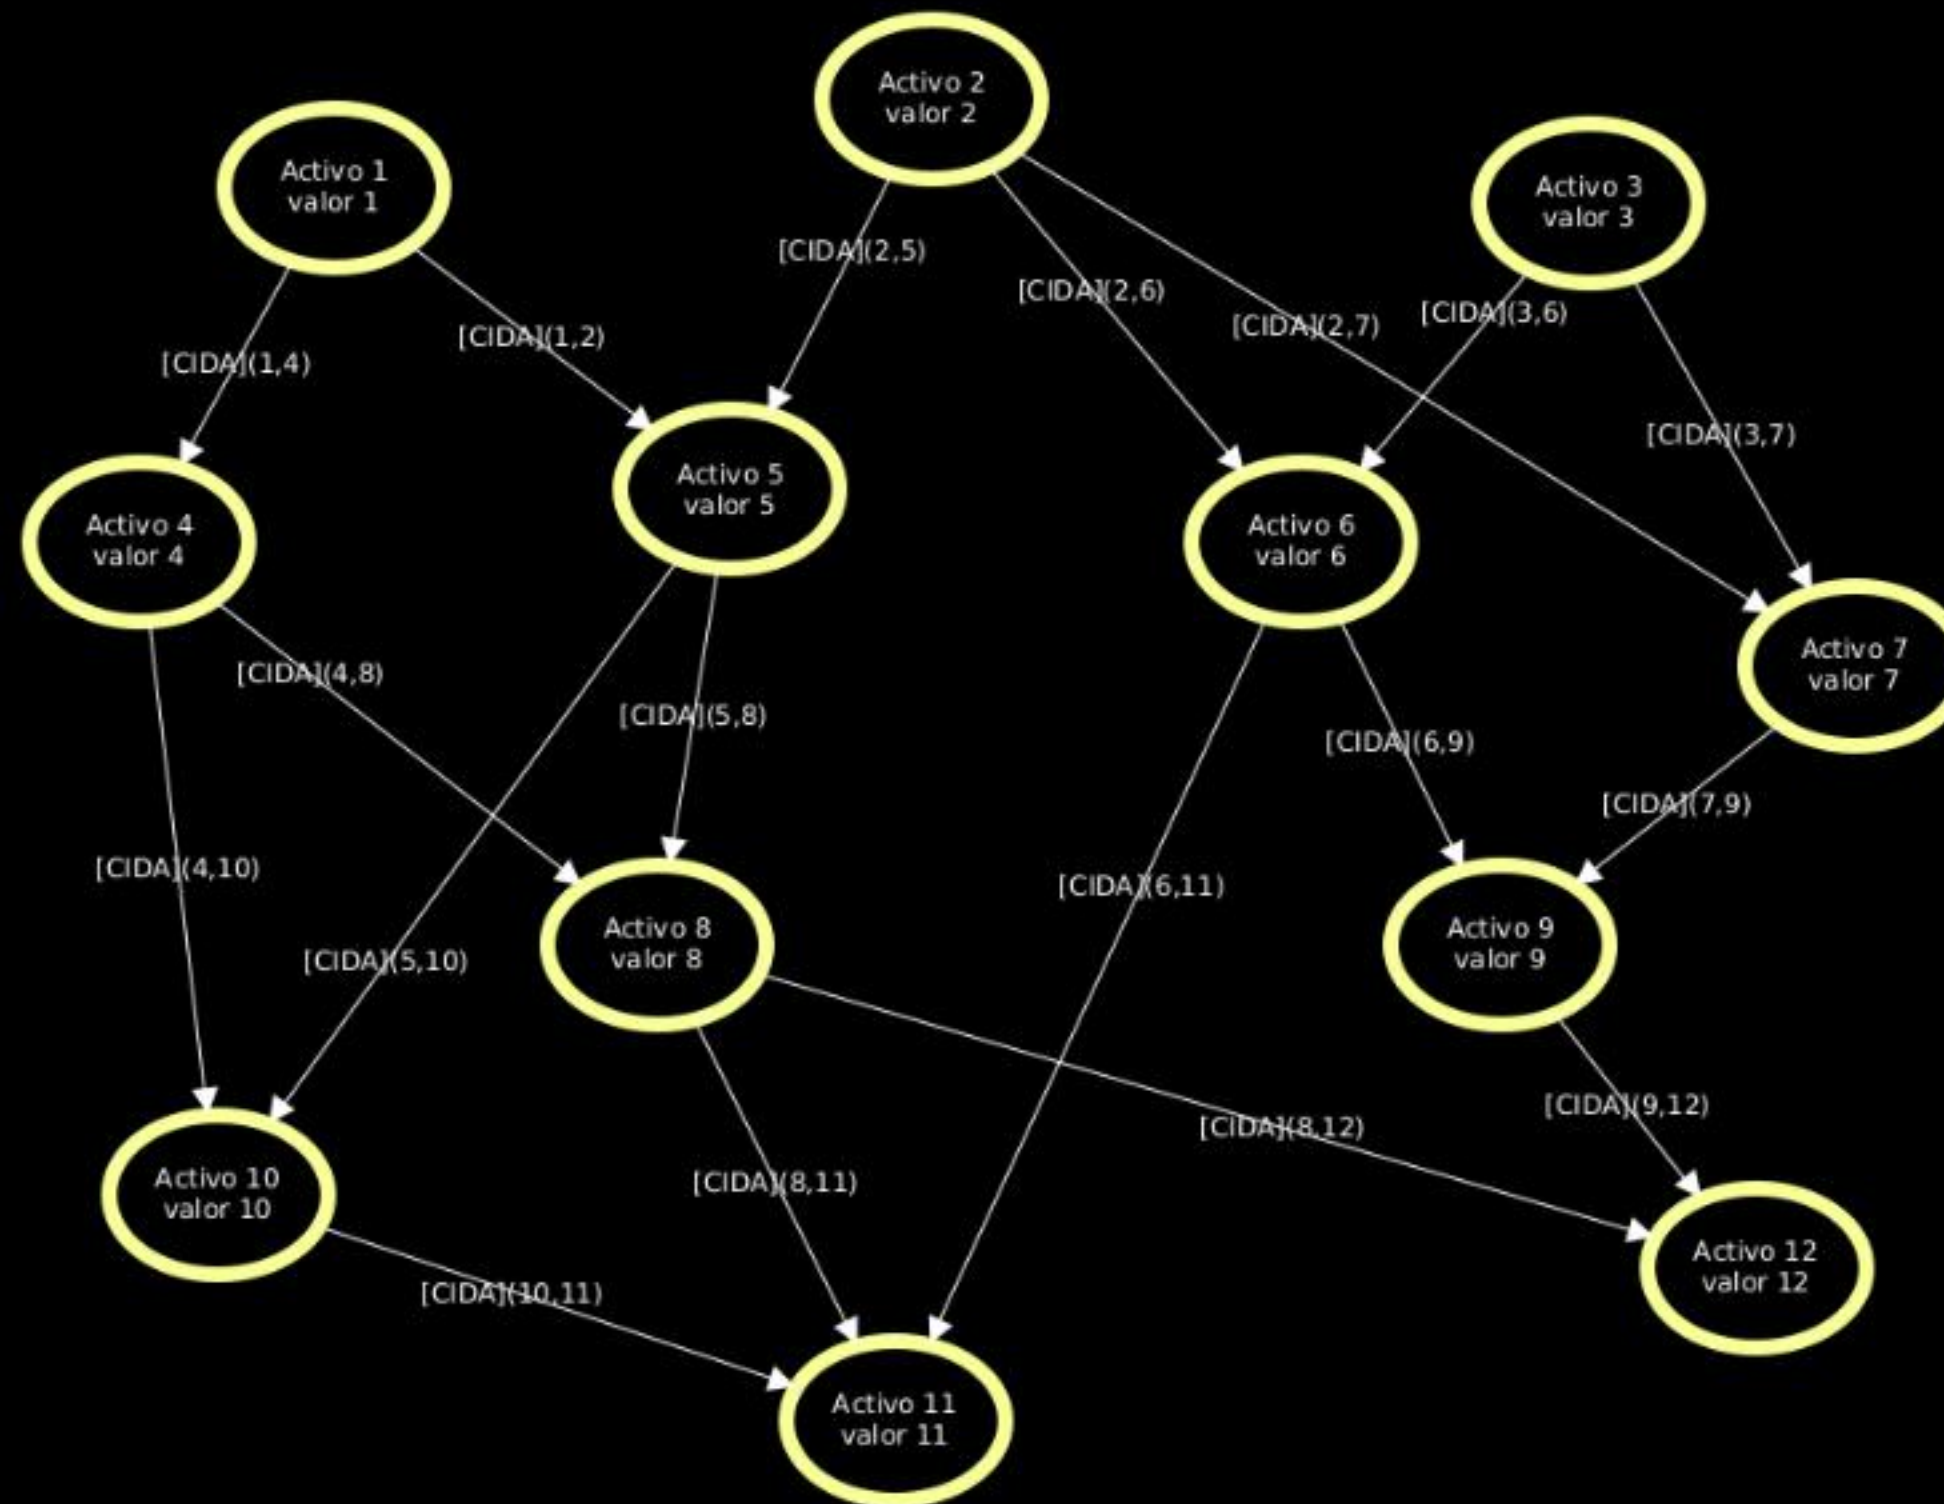 Activo 2
valor 2
Activo 1
valor 1
Activo 3
valor 3
[CIDA](2,5)
[CIDA](2,6)
[CIDA](3,6)
[CIDA](2,7)
[CIDA](1,2)
[CIDA](1,4)
[CIDA](3,7)
Activo 5
valor 5
Activo 4
valor 4
Activo 6
valor 6
Activo 7
valor 7
[CIDA](4,8)
[CIDA](5,8)
[CIDA](6,9)
[CIDA](7,9)
[CIDA](4,10)
[CIDA](6,11)
Activo 8
valor 8
Activo 9
valor 9
[CIDA](5,10)
[CIDA](9,12)
[CIDA](8,12)
Activo 10
valor 10
[CIDA](8,11)
Activo 12
valor 12
[CIDA](10,11)
Activo 11
valor 11